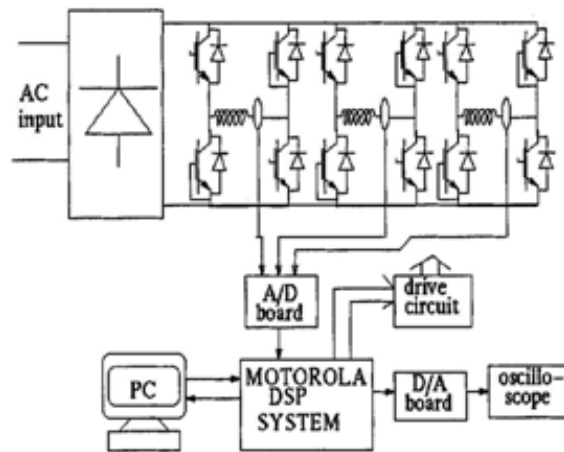 AC
input
A/D
board
drive
circuit
PC
MOTOROLA
DSP
SYSTEM
D/A
board
oscillo-
scope